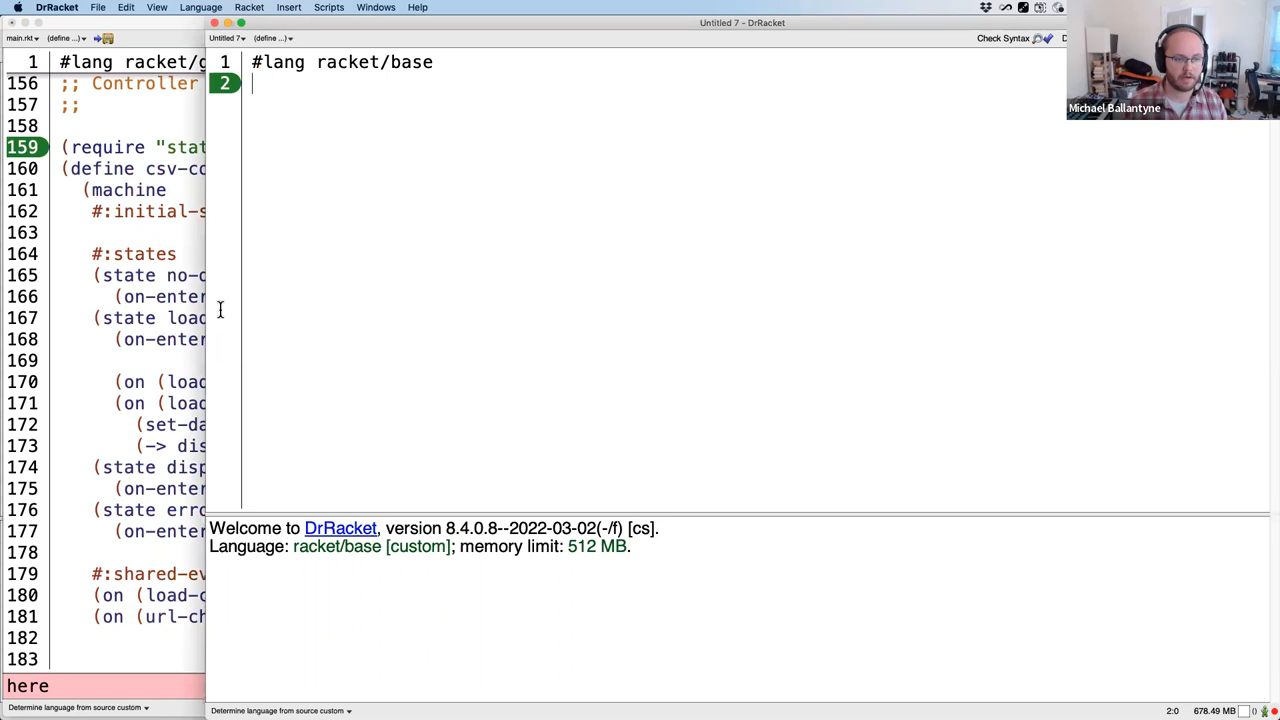 DrRacket File Edit View Language Racket Insert Scripts Windows Help
main.rkt (define ...)
1 #lang racket/g
156 ;; Controller
157 ;;
158
159 (require "stat
160 (define csv-co
161 (machine
162 #:initial-s
163
164 #:states
165 (state no-d
166 (on-enter
167 (state load
168 (on-enter
169
170 (on (load
171 (on (load
172 (set-da
173 (-> dis
174 (state disp
175 (on-enter
176 (state erro
177 (on-enter
178
179 #:shared-ev
180 (on (load-c
181 (on (url-ch
182
183
here
Determine language from source custom
Untitled 7 - DrRacket
Untitled 7 (define ...) Check Syntax D
1 #lang racket/base
2
Welcome to DrRacket, version 8.4.0.8--2022-03-02(-/f) [cs].
Language: racket/base [custom]; memory limit: 512 MB.
Determine language from source custom 2:0 678.49 MB ()
Michael Ballantyne